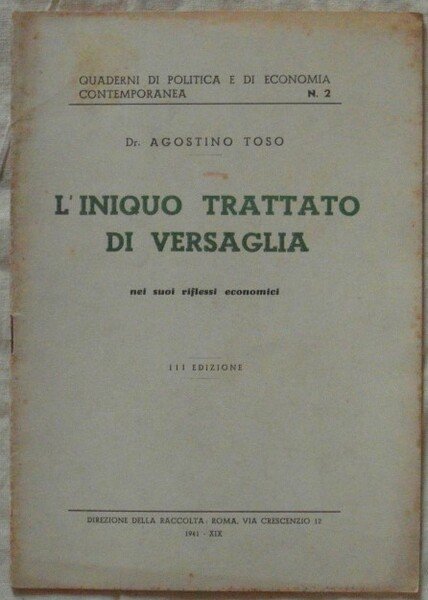 QUADERNI DI POLITICA E DI ECONOMIA
CONTEMPORANEA N. 2
Dr. AGOSTINO TOSO
L'INIQUO TRATTATO
DI VERSAGLIA
nei suoi riflessi economici
III EDIZIONE
DIREZIONE DELLA RACCOLTA: ROMA, VIA CRESCENZIO 12
1941 - XIX